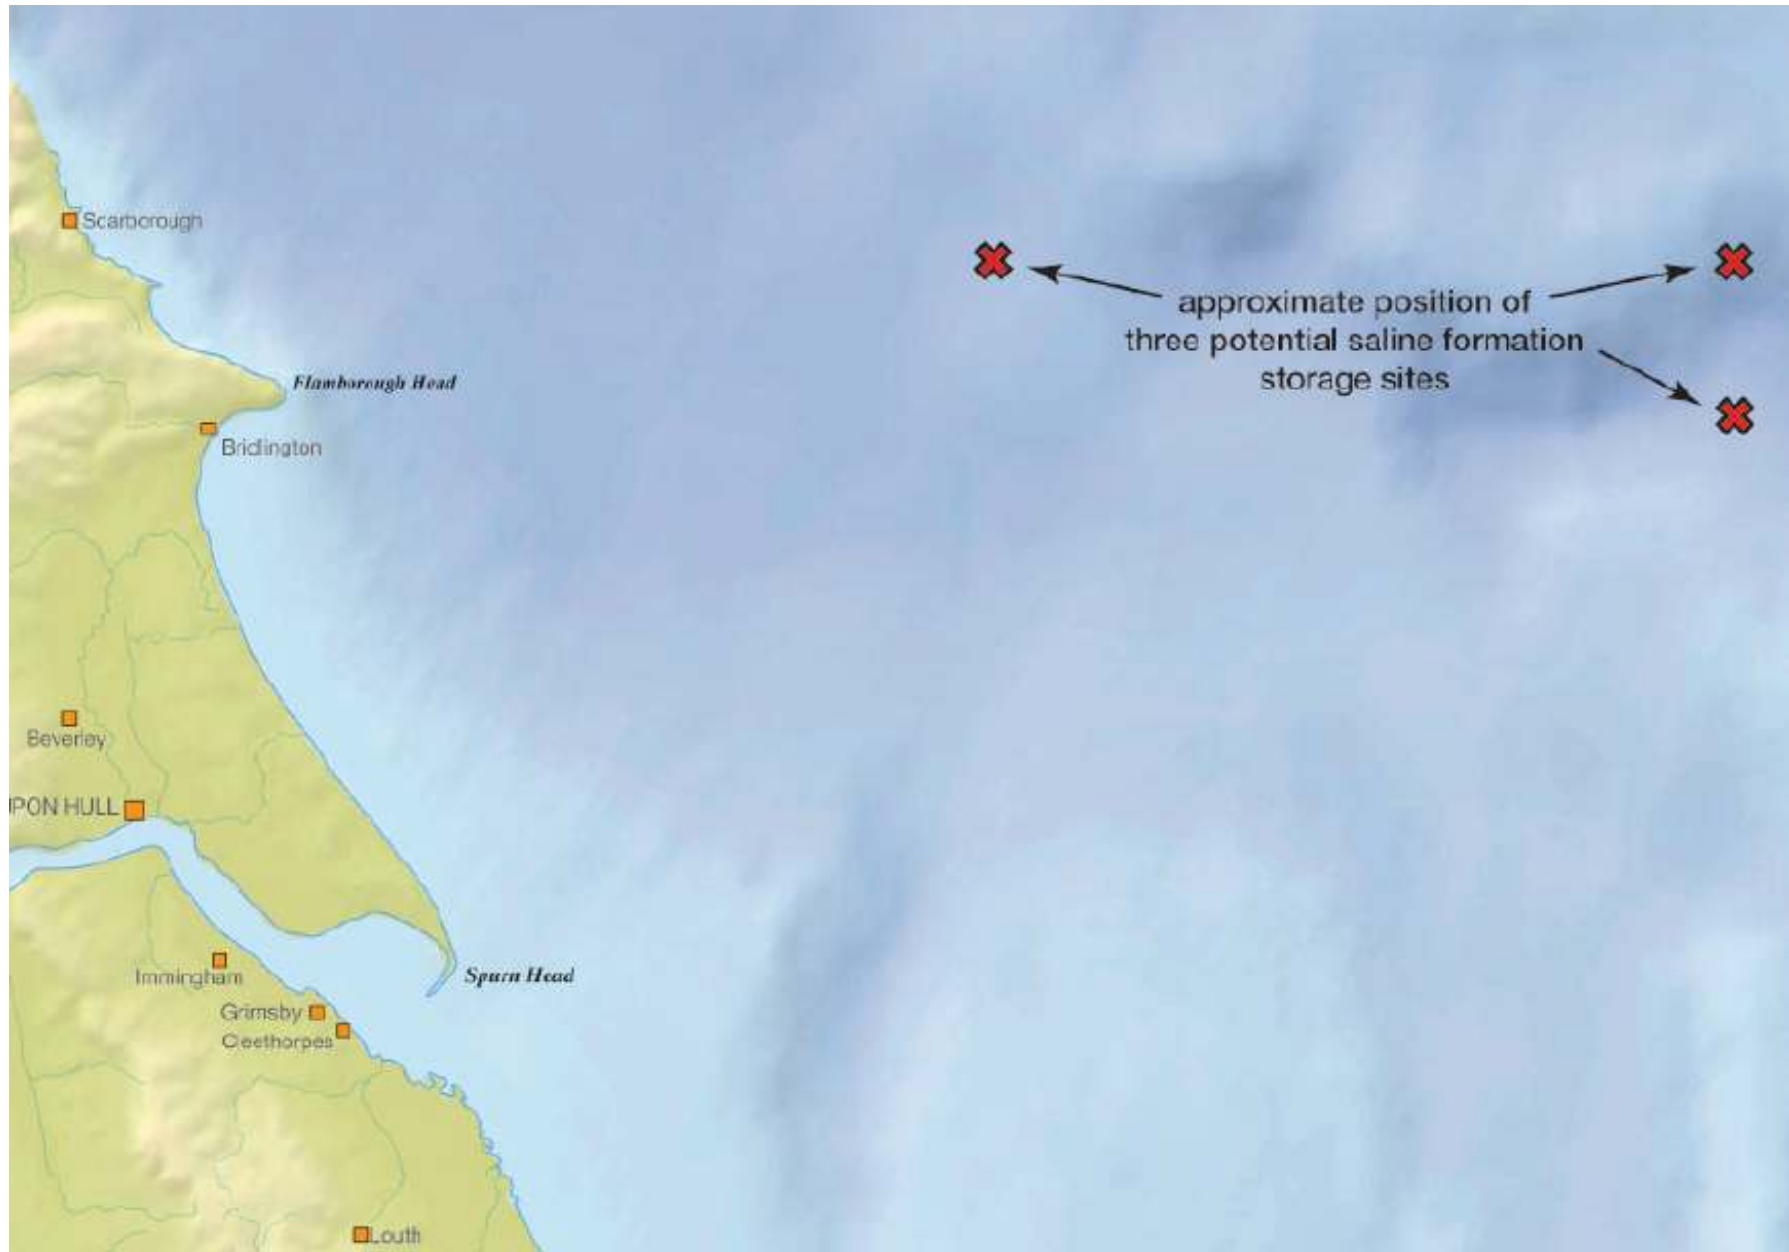 Scarborough
approximate position of
three potential saline formation
storage sites
Flamborough Head
Bridlington
Beverley
UPON HULL
Spurn Head
Immingham
Grimsby
Cleethorpes
Louth